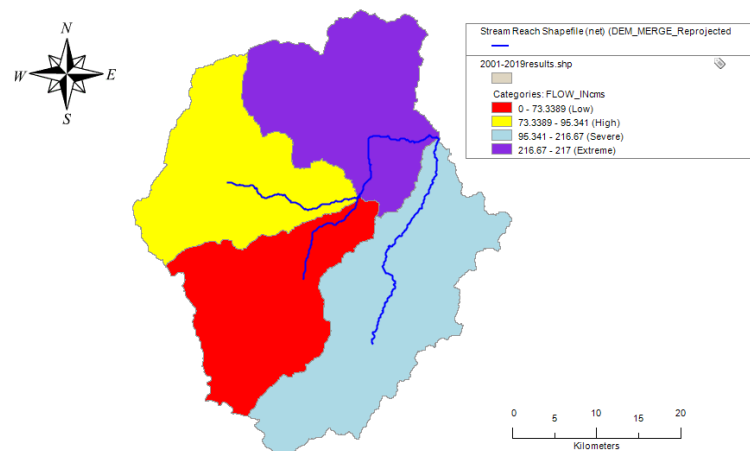 N
W E
S
Stream Reach Shapefile (net) (DEM_MERGE_Reprojected
2001-2019results.shp
Categories: FLOW_INcms
0 - 73.3389 (Low)
73.3389 - 95.341 (High)
95.341 - 216.67 (Severe)
216.67 - 217 (Extreme)
0 5 10 15 20
Kilometers